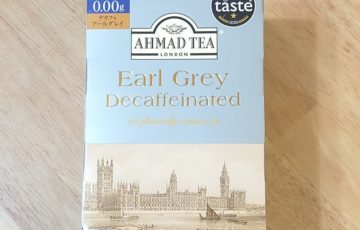 0.00g
デカフェ
アールグレイ
great
taste
AHMAD TEA
LONDON
Earl Grey
Decaffeinated